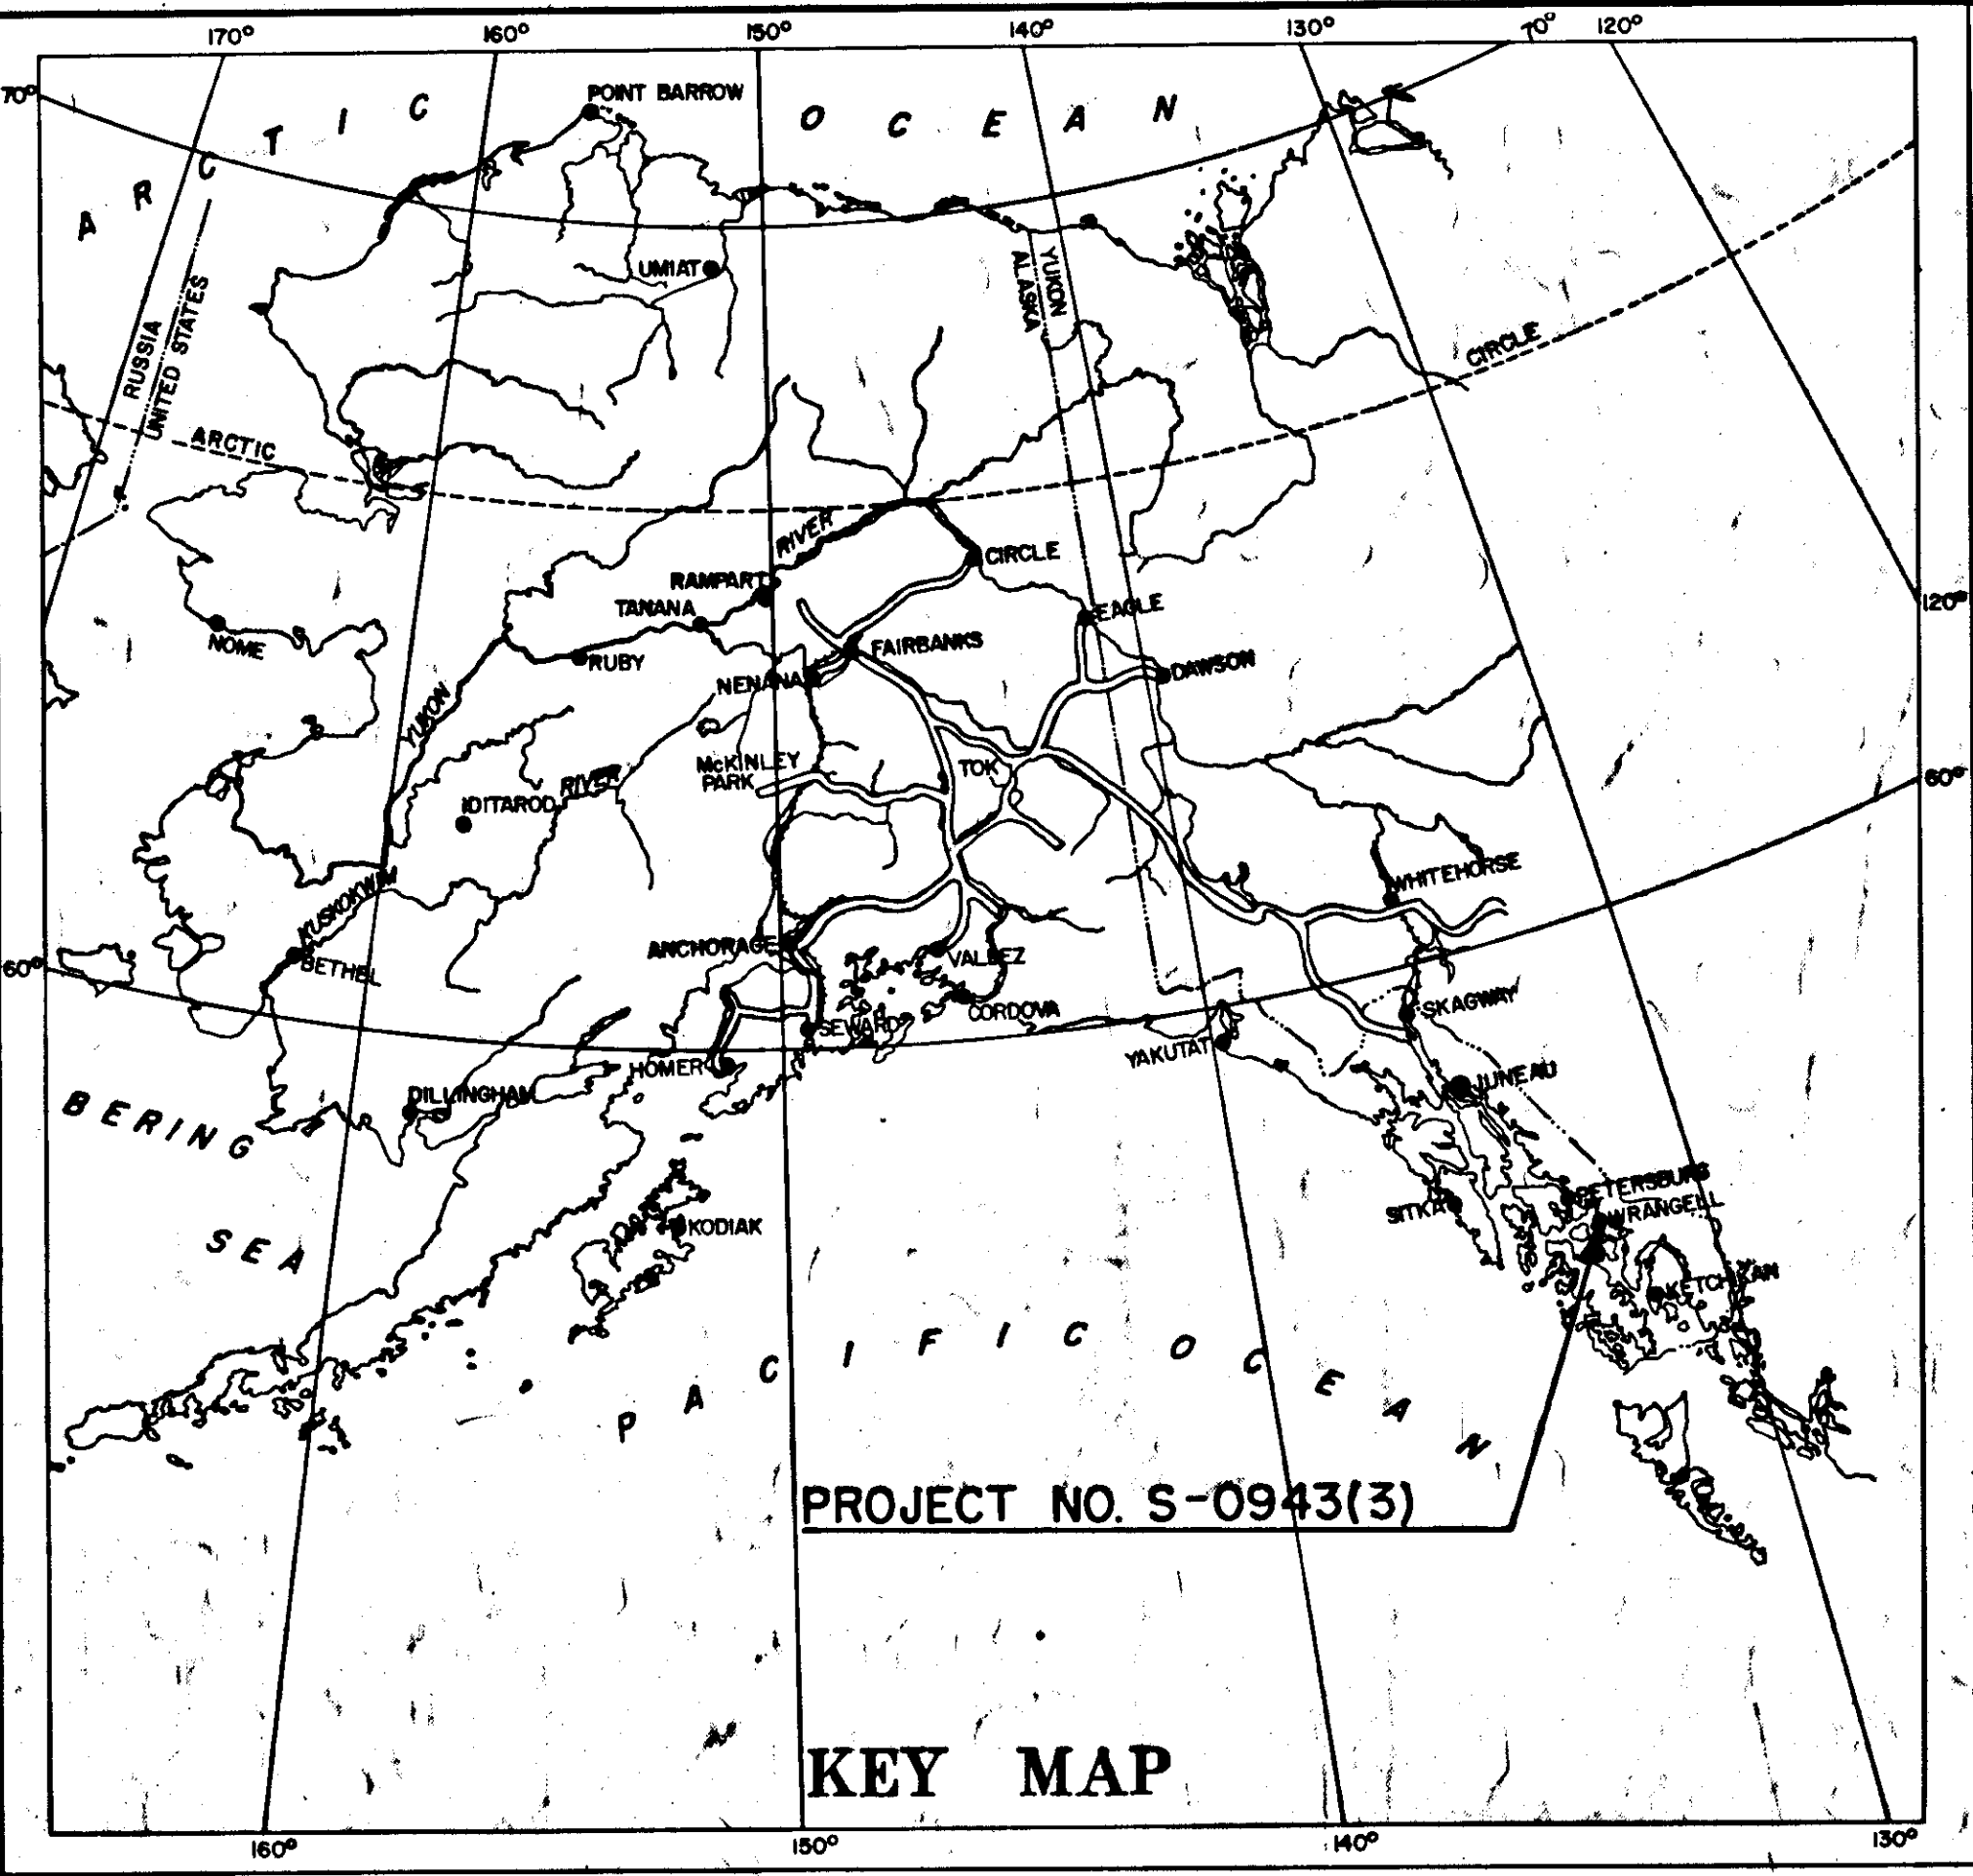 170° 160° 150° 140° 130° 70° 120°
70°
ARCTIC OCEAN
POINT BARROW
UMIAT
ALASKA
YUKON
RUSSIA
UNITED STATES
ARCTIC CIRCLE
YUKON RIVER
CIRCLE
RAMPART
TANANA
EAGLE
120°
NOME
RUBY
FAIRBANKS
NENANA
DAWSON
McKINLEY
PARK
TOK
60°
IDITAROD
KUSKOKWIM RIVER
WHITEHORSE
ANCHORAGE
VALDEZ
60°
BETHEL
CORDOVA
SKAGWAY
SEWARD
YAKUTAT
HOMER
JUNEAU
DILLINGHAM
BERING
SEA
PETERSBURG
WRANGELL
SITKA
KODIAK
KETCHIKAN
PACIFIC OCEAN
PROJECT NO. S-0943(3)
KEY MAP
160° 150° 140° 130°